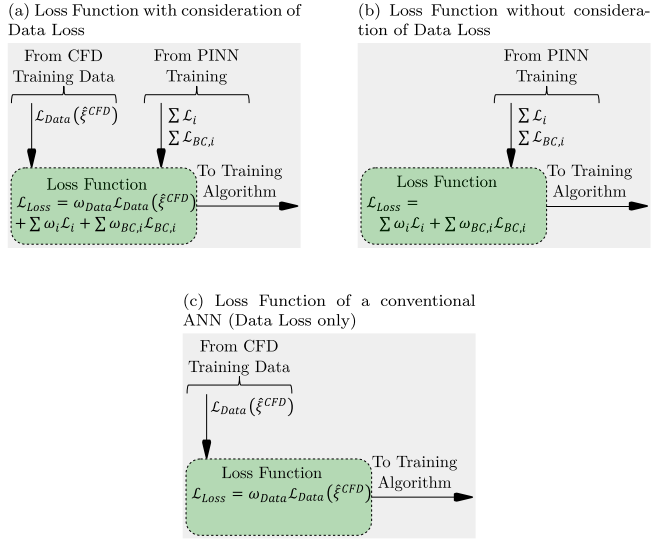 (a) Loss Function with consideration of
Data Loss
From CFD
Training Data
From PINN
Training
ℒ_Data(ξ̂^CFD)
∑ ℒ_i
∑ ℒ_BC,i
Loss Function
ℒ_Loss = ω_Data ℒ_Data(ξ̂^CFD)
+ ∑ ω_i ℒ_i + ∑ ω_BC,i ℒ_BC,i
To Training
Algorithm
(b) Loss Function without considera-
tion of Data Loss
From PINN
Training
∑ ℒ_i
∑ ℒ_BC,i
Loss Function
ℒ_Loss =
∑ ω_i ℒ_i + ∑ ω_BC,i ℒ_BC,i
To Training
Algorithm
(c) Loss Function of a conventional
ANN (Data Loss only)
From CFD
Training Data
ℒ_Data(ξ̂^CFD)
Loss Function
ℒ_Loss = ω_Data ℒ_Data(ξ̂^CFD)
To Training
Algorithm